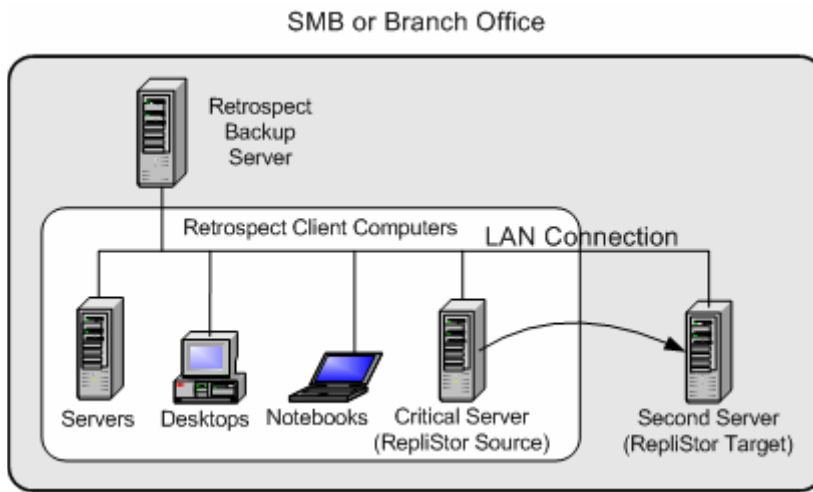 SMB or Branch Office
Retrospect
Backup
Server
Retrospect Client Computers
LAN Connection
Servers
Desktops
Notebooks
Critical Server
(RepliStor Source)
Second Server
(RepliStor Target)